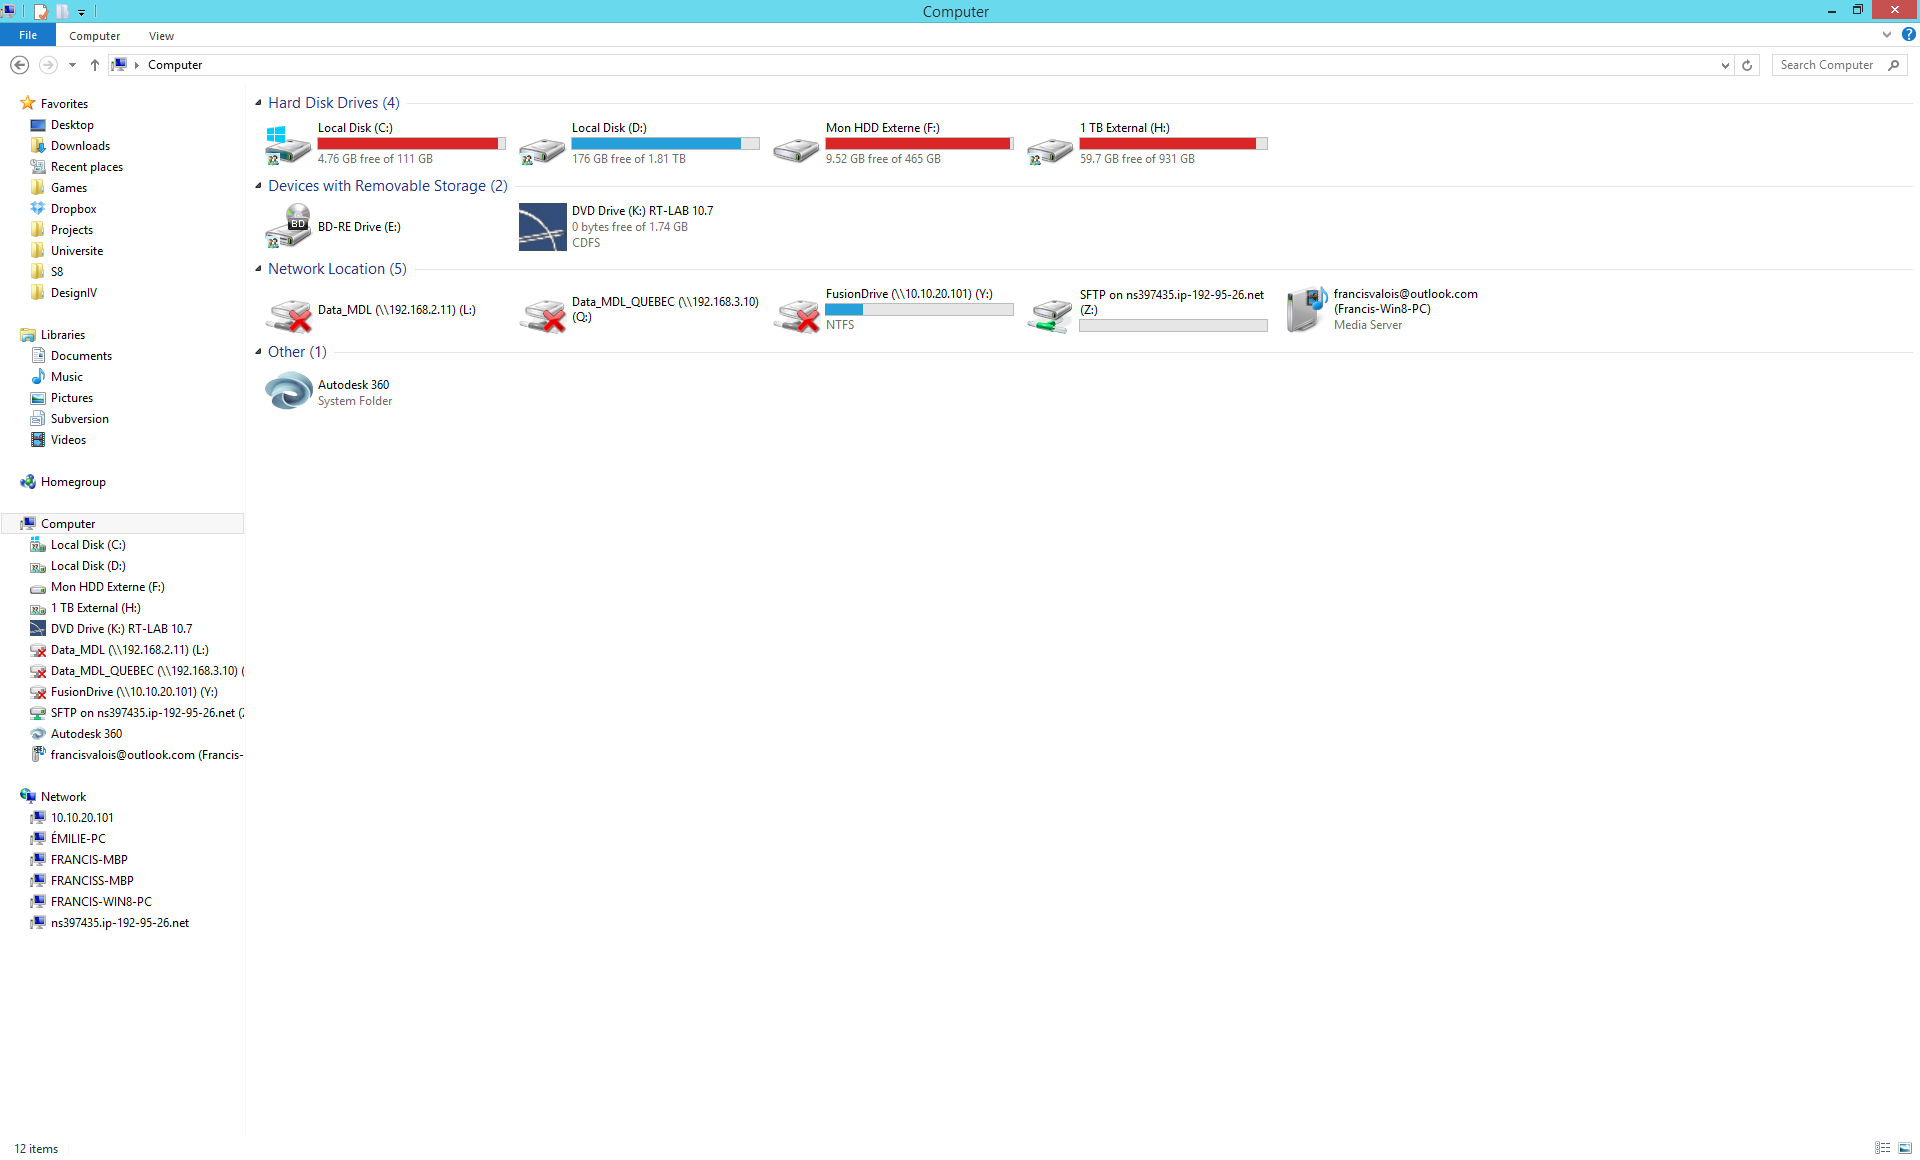 Computer
File
Computer
View
Computer
Search Computer
Favorites
Desktop
Downloads
Recent places
Games
Dropbox
Projects
Universite
S8
DesignIV
Libraries
Documents
Music
Pictures
Subversion
Videos
Homegroup
Computer
Local Disk (C:)
Local Disk (D:)
Mon HDD Externe (F:)
1 TB External (H:)
DVD Drive (K:) RT-LAB 10.7
Data_MDL (\\192.168.2.11) (L:)
Data_MDL_QUEBEC (\\192.168.3.10) (
FusionDrive (\\10.10.20.101) (Y:)
SFTP on ns397435.ip-192-95-26.net (Z
Autodesk 360
francisvalois@outlook.com (Francis-
Network
10.10.20.101
ÉMILIE-PC
FRANCIS-MBP
FRANCISS-MBP
FRANCIS-WIN8-PC
ns397435.ip-192-95-26.net
Hard Disk Drives (4)
Local Disk (C:)
4.76 GB free of 111 GB
Local Disk (D:)
176 GB free of 1.81 TB
Mon HDD Externe (F:)
9.52 GB free of 465 GB
1 TB External (H:)
59.7 GB free of 931 GB
Devices with Removable Storage (2)
BD
BD-RE Drive (E:)
DVD Drive (K:) RT-LAB 10.7
0 bytes free of 1.74 GB
CDFS
Network Location (5)
Data_MDL (\\192.168.2.11) (L:)
Data_MDL_QUEBEC (\\192.168.3.10)
(Q:)
FusionDrive (\\10.10.20.101) (Y:)
NTFS
SFTP on ns397435.ip-192-95-26.net
(Z:)
francisvalois@outlook.com
(Francis-Win8-PC)
Media Server
Other (1)
Autodesk 360
System Folder
12 items